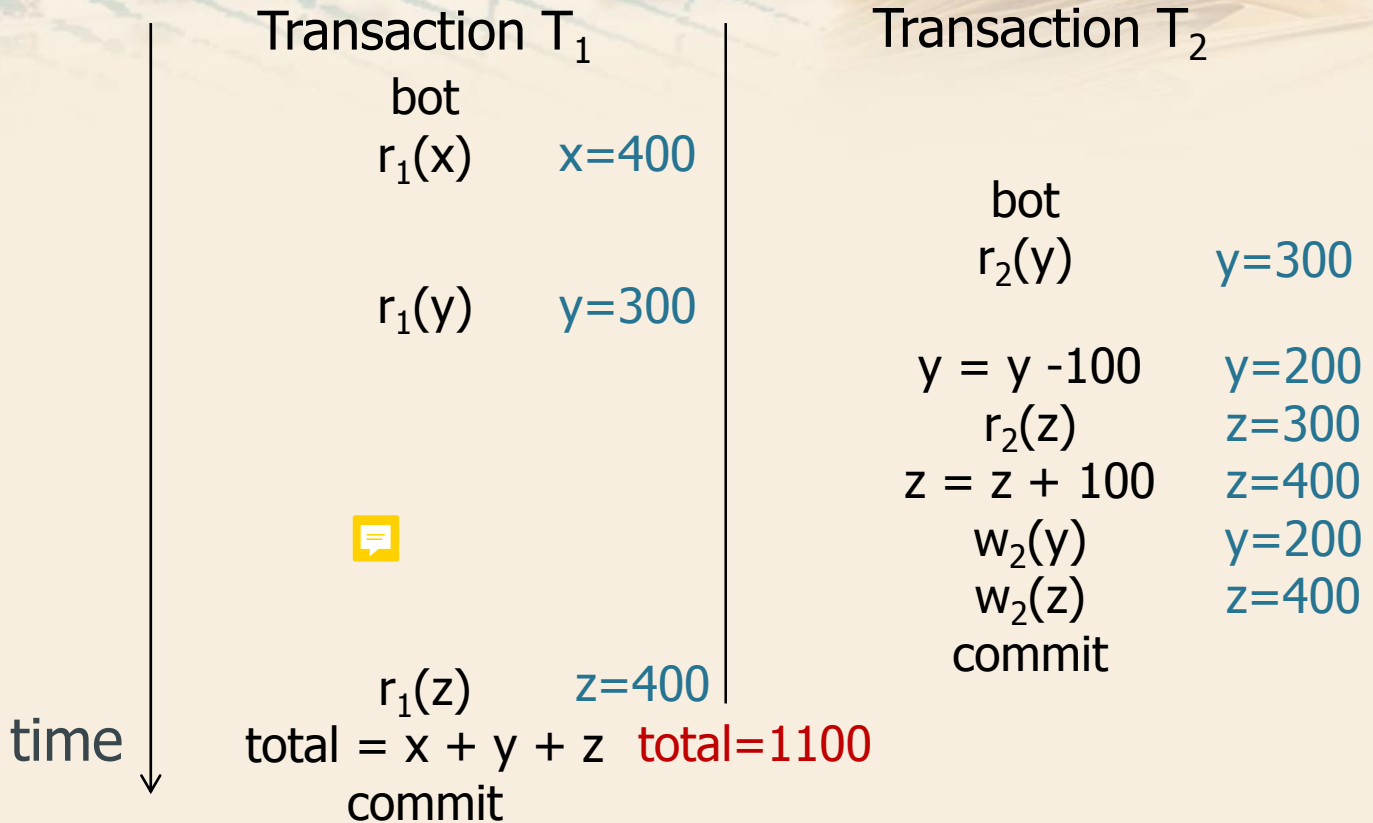 Transaction T₁
Transaction T₂
bot
r₁(x) x=400
bot
r₂(y) y=300
r₁(y) y=300
y = y -100 y=200
r₂(z) z=300
z = z + 100 z=400
w₂(y) y=200
w₂(z) z=400
commit
r₁(z) z=400
time
total = x + y + z total=1100
commit